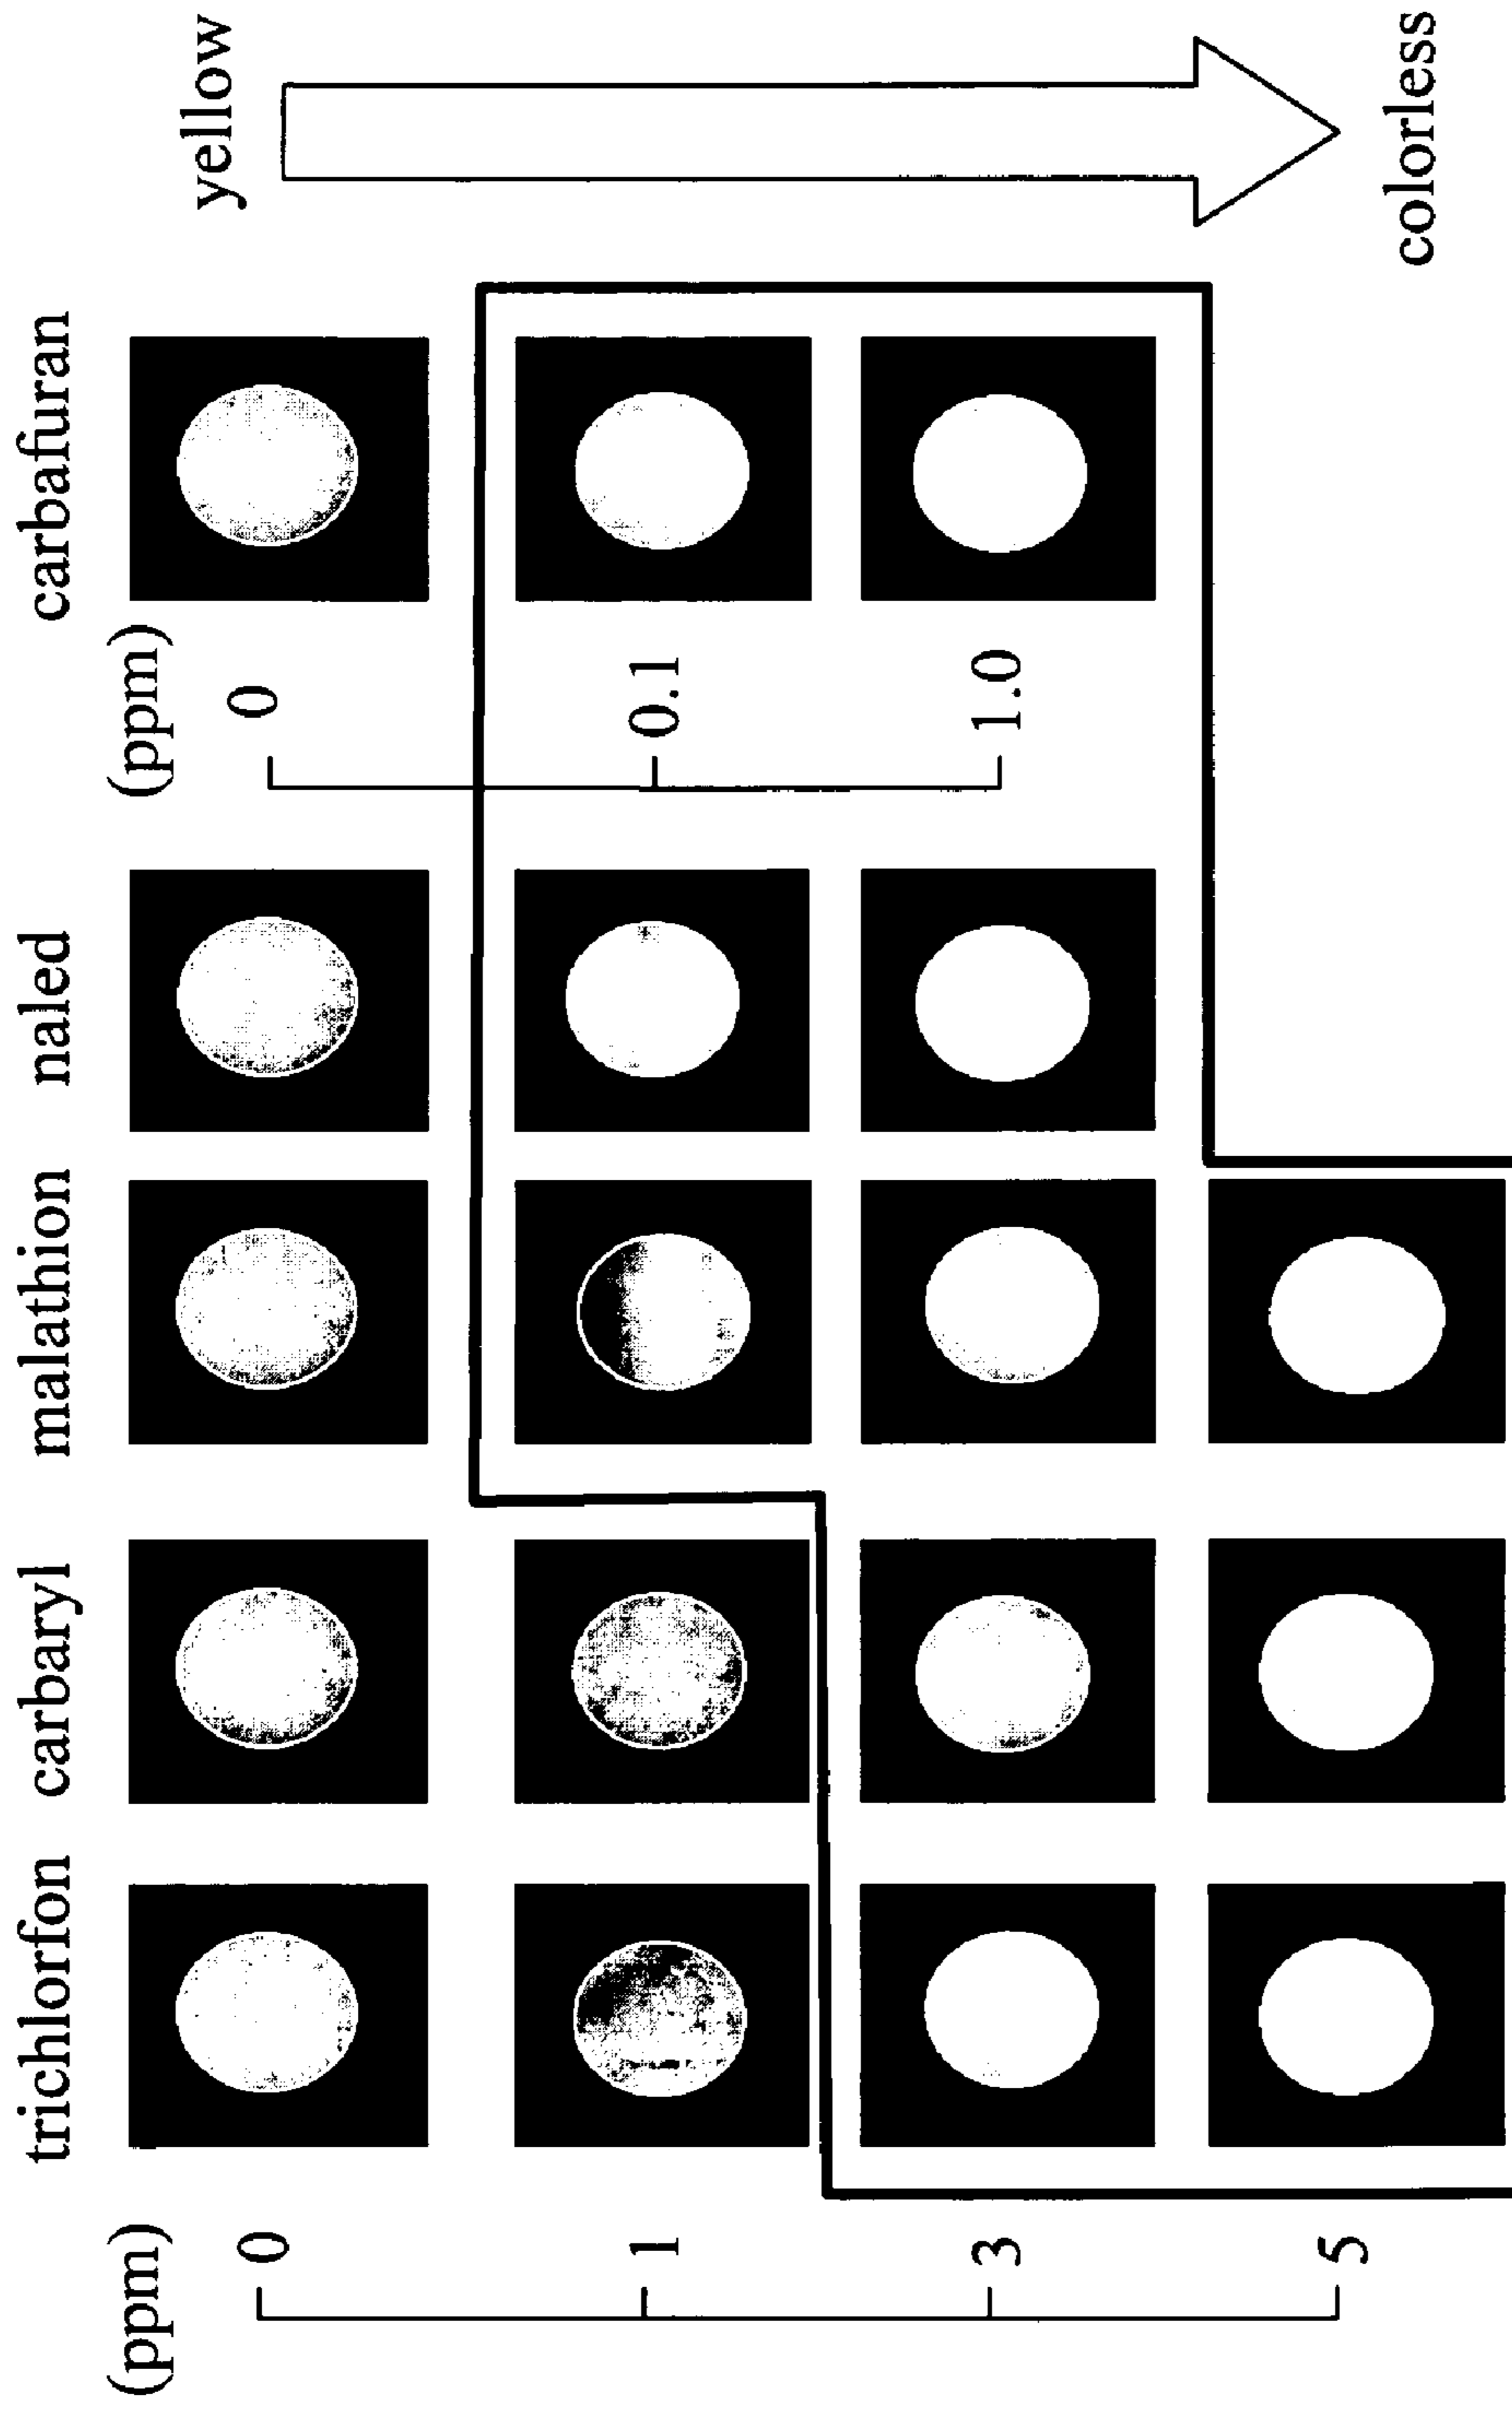 trichlorfon carbaryl malathion naled carbafuran
(ppm) (ppm)
0 0 yellow
1 0.1
3 1.0
5 colorless